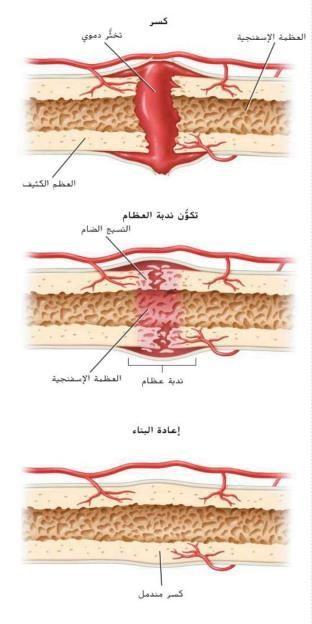 كسر
تخثُّر دموي
العظمة الإسفنجية
العظم الكثيف
تكوُّن ندبة العظام
النسيج الضام
العظمة الإسفنجية
ندبة عظام
إعادة البناء
كسر مندمل